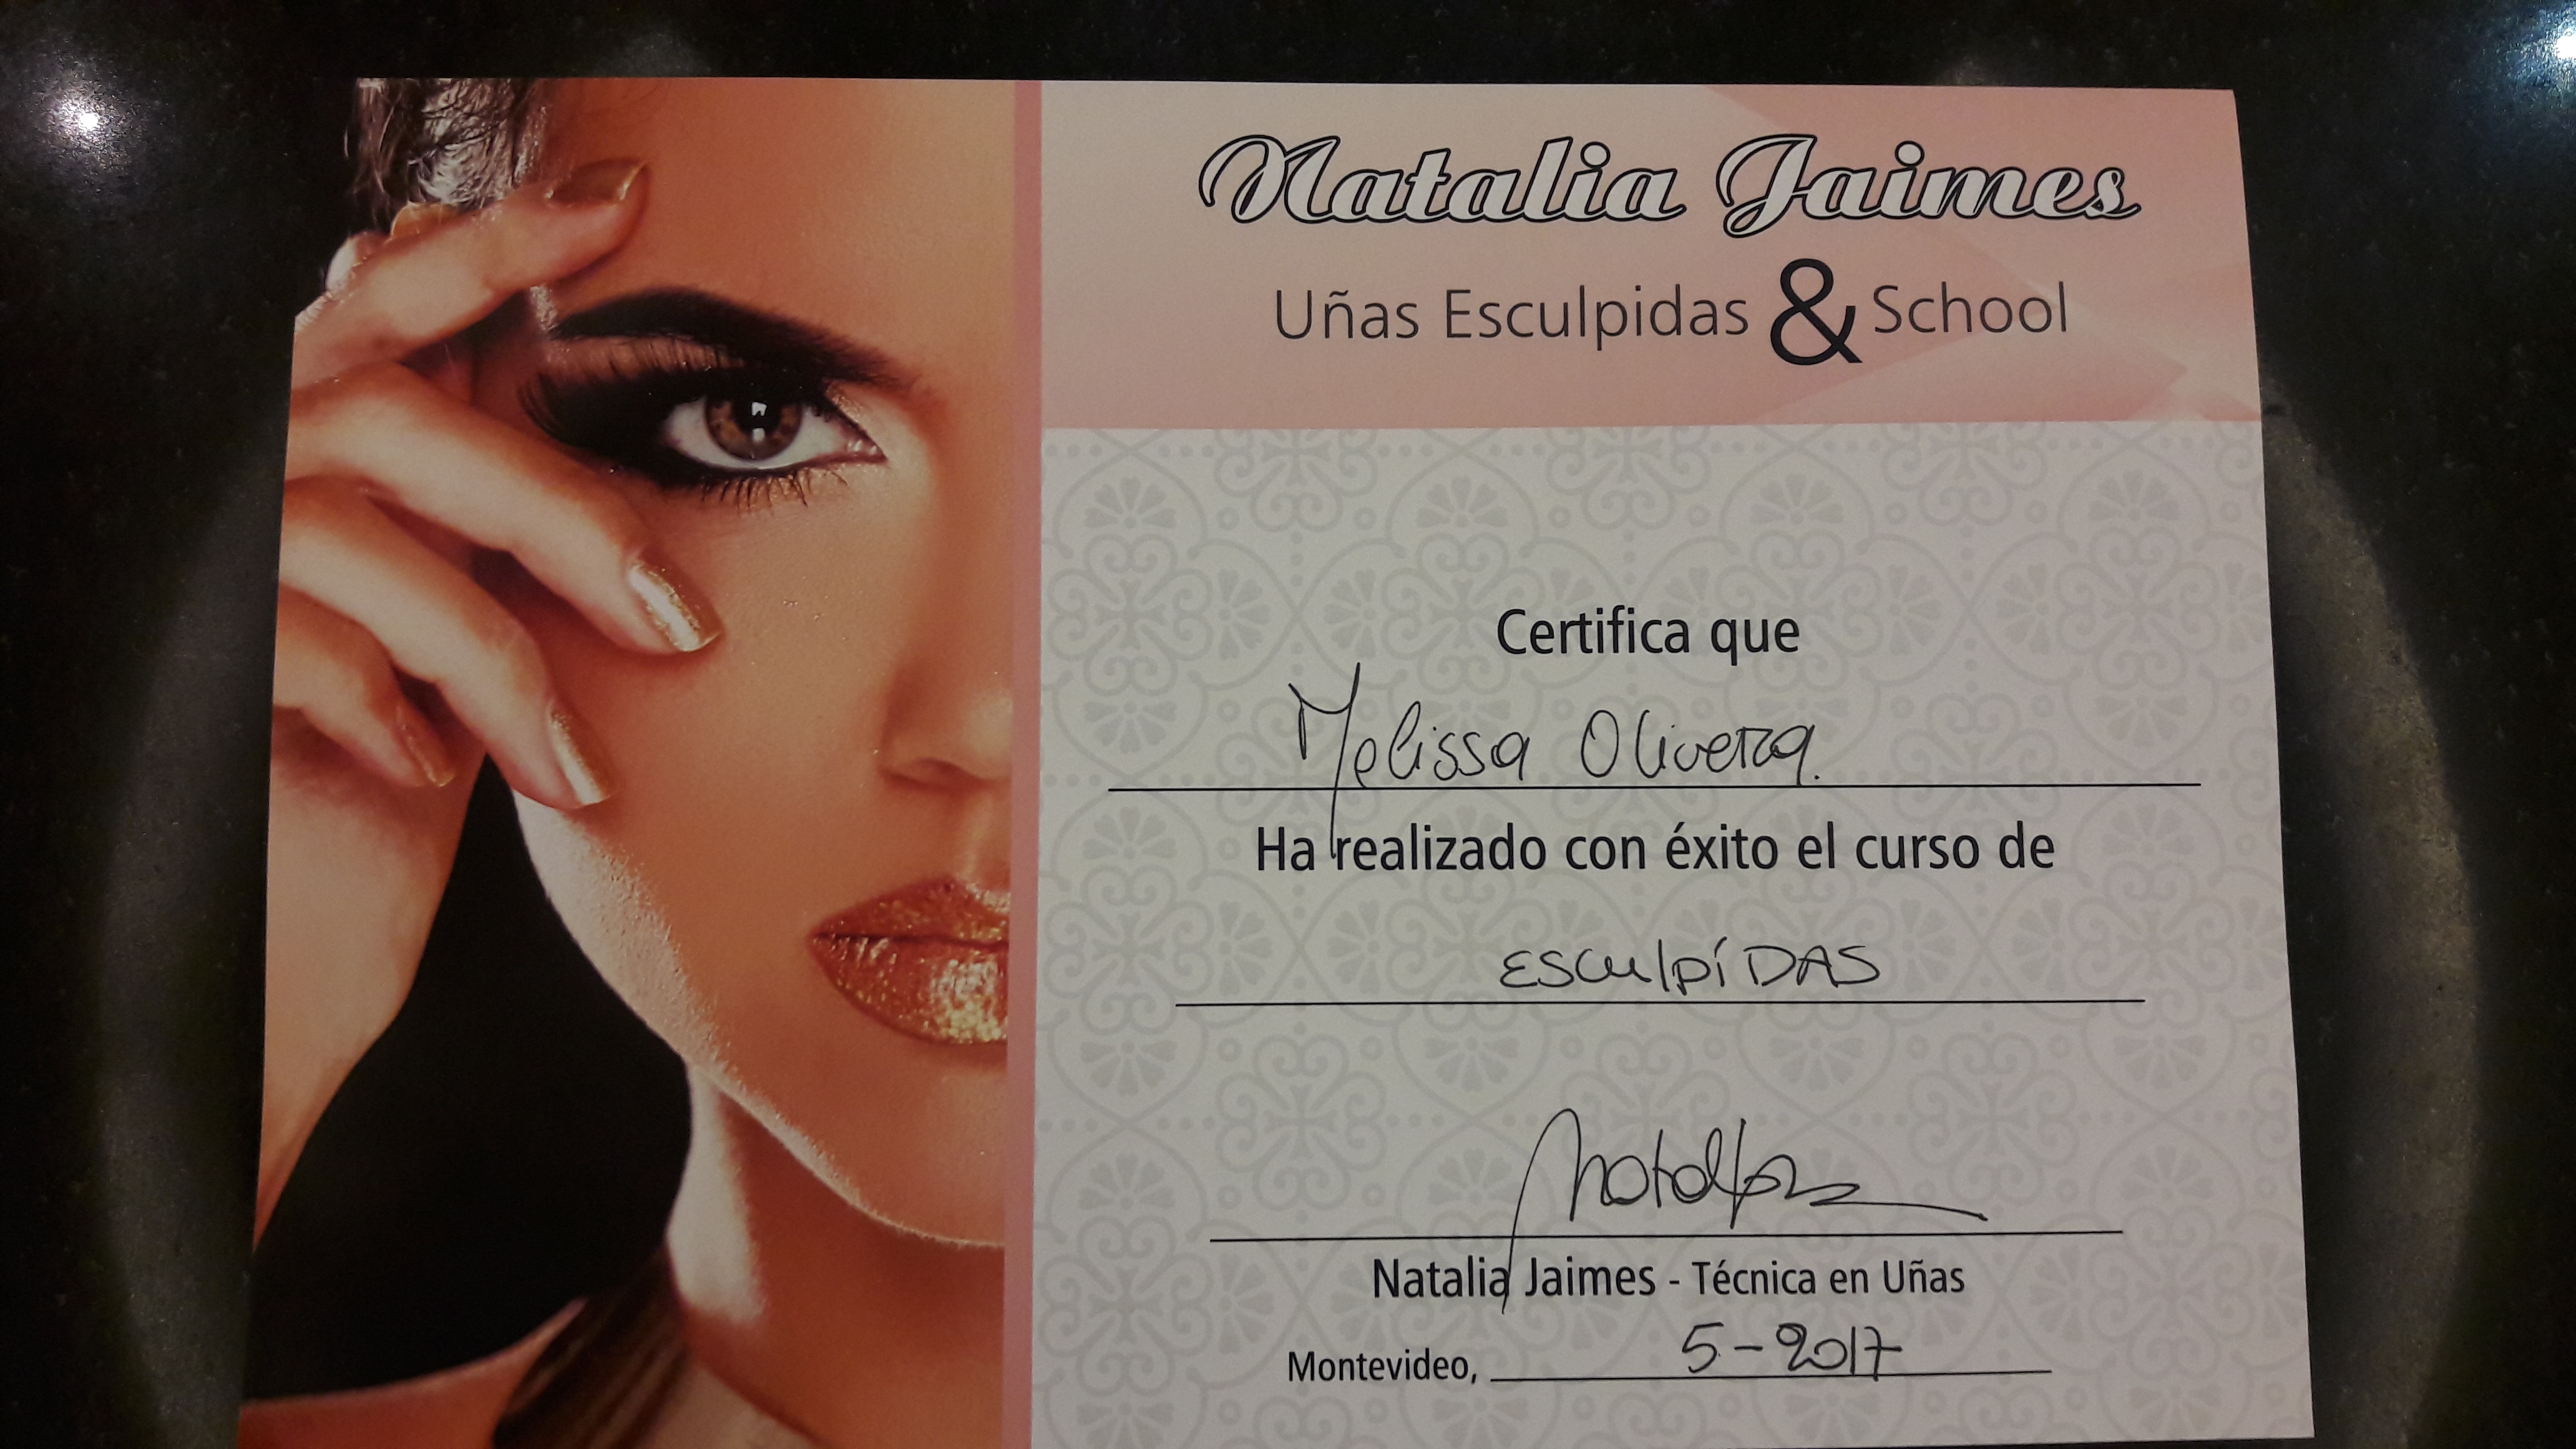 Natalia Jaimes
Uñas Esculpidas & School
Certifica que
Melissa Olivera.
Ha realizado con éxito el curso de
ESCulpíDAS
Natalia Jaimes - Técnica en Uñas
Montevideo, 5-2017